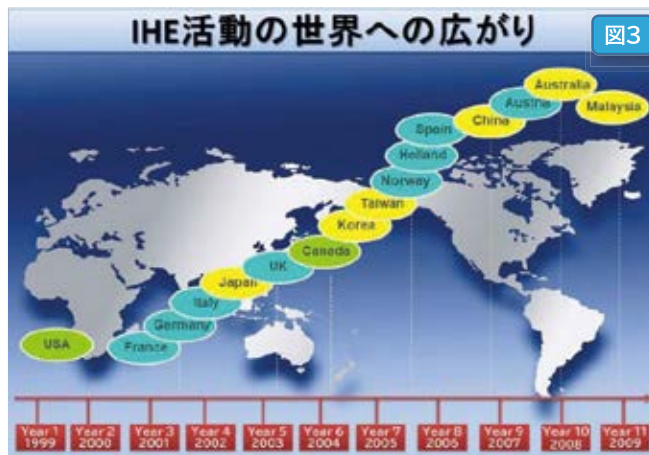 IHE活動の世界への広がり
図3
Australia
Austria
Malaysia
China
Spain
Holland
Norway
Taiwan
Korea
Canada
UK
Japan
Italy
Germany
USA
France
Year 1
1999
Year 2
2000
Year 3
2001
Year 4
2002
Year 5
2003
Year 6
2004
Year 7
2005
Year 8
2006
Year 9
2007
Year 10
2008
Year 11
2009